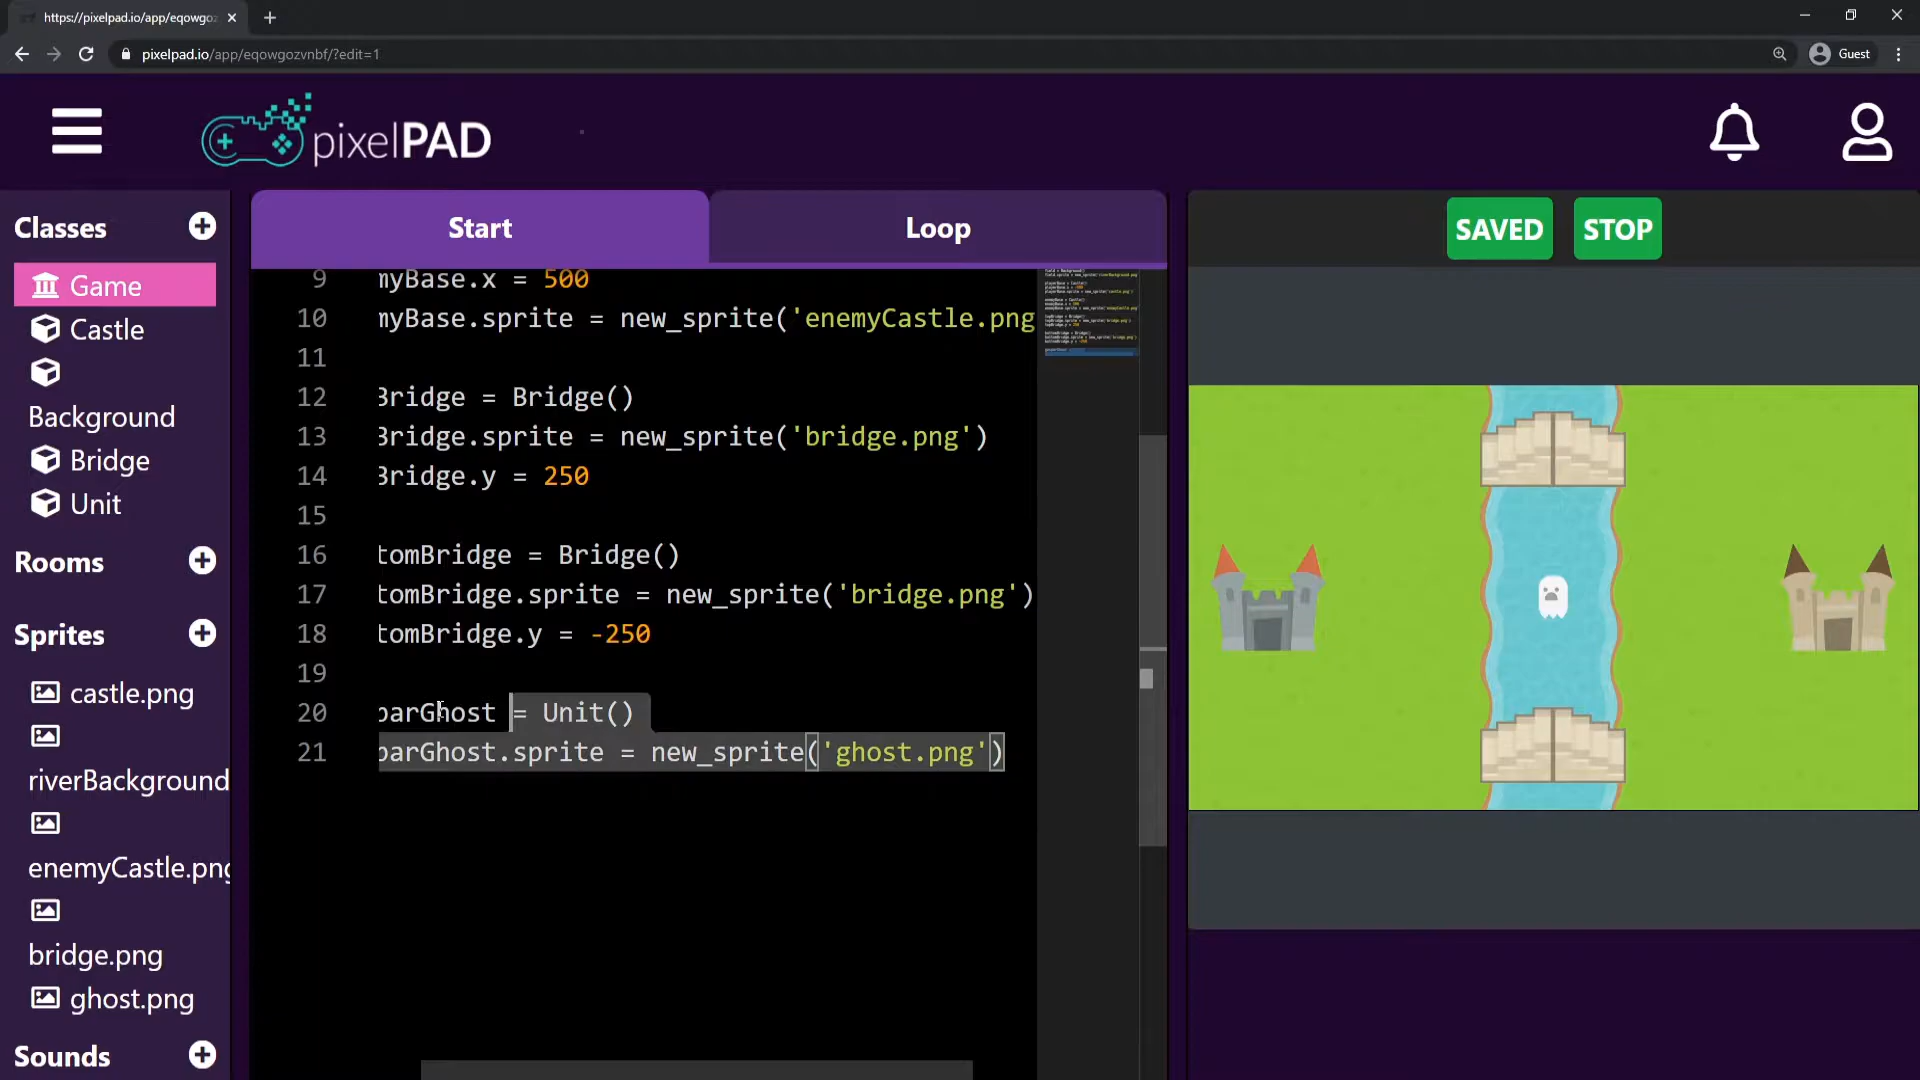 https://pixelpad.io/app/eqowgoz
pixelpad.io/app/eqowgozvnbf/?edit=1
Guest
pixelPAD
Classes
Game
Castle
Background
Bridge
Unit
Rooms
Sprites
castle.png
riverBackground
enemyCastle.png
bridge.png
ghost.png
Sounds
Start
Loop
9 myBase.x = 500
10 myBase.sprite = new_sprite('enemyCastle.png
11
12 Bridge = Bridge()
13 Bridge.sprite = new_sprite('bridge.png')
14 Bridge.y = 250
15
16 tomBridge = Bridge()
17 tomBridge.sprite = new_sprite('bridge.png')
18 tomBridge.y = -250
19
20 barGhost = Unit()
21 barGhost.sprite = new_sprite('ghost.png')
SAVED
STOP